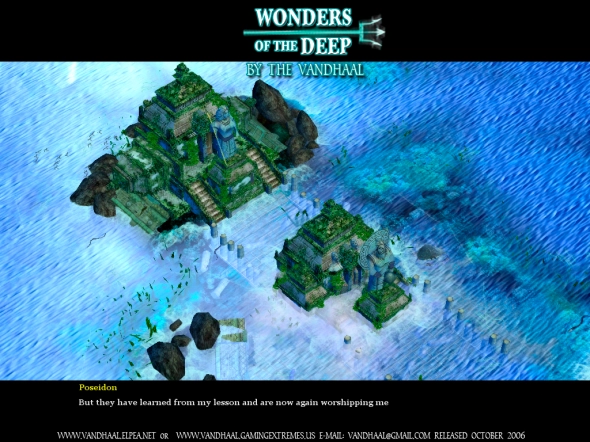 WONDERS
OF THE DEEP
BY THE VANDHAAL
Poseidon
But they have learned from my lesson and are now again worshipping me
WWW.VANDHAAL.ELPEA.NET OR WWW.VANDHAAL.GAMINGEXTREMES.US E-MAIL: VANDHAAL@GMAIL.COM RELEASED OCTOBER 2006